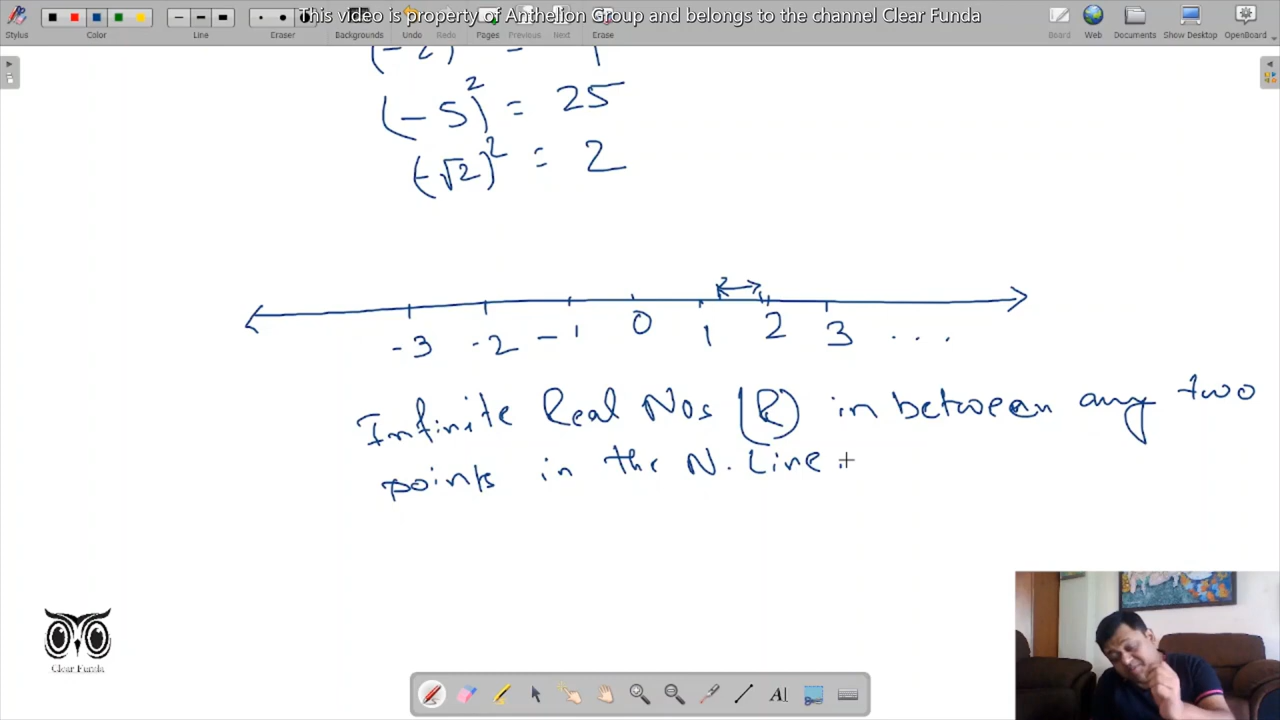 This video is property of Anthelion Group and belongs to the channel Clear Funda
Stylus Color Line Eraser Backgrounds Undo Redo Pages Previous Next Erase Board Web Documents Show Desktop OpenBoard
(-2)² =
(-5)² = 25
(-√2)² = 2
-3 -2 -1 0 1 2 3 ...
Infinite Real Nos (R) in between any two
points in the N. Line
Clear Funda